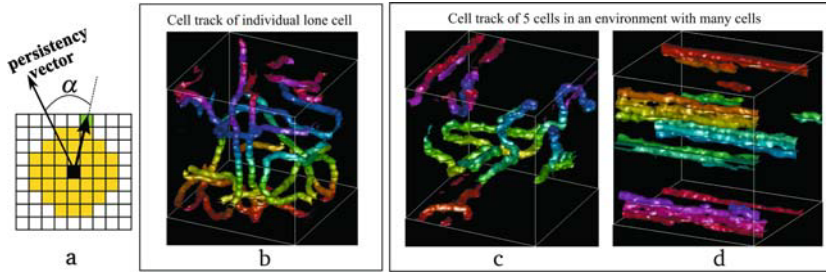 Cell track of individual lone cell
Cell track of 5 cells in an environment with many cells
persistency
vector
α
a
b
c
d